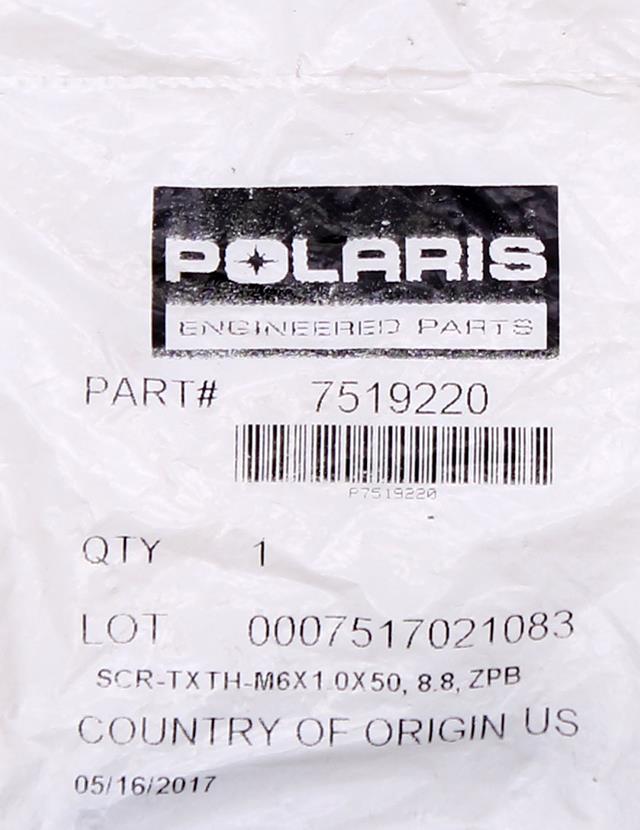 POLARIS
ENGINEERED PARTS
PART# 7519220
P7519220
QTY 1
LOT 0007517021083
SCR-TXTH-M6X1.0X50, 8.8, ZPB
COUNTRY OF ORIGIN US
05/16/2017